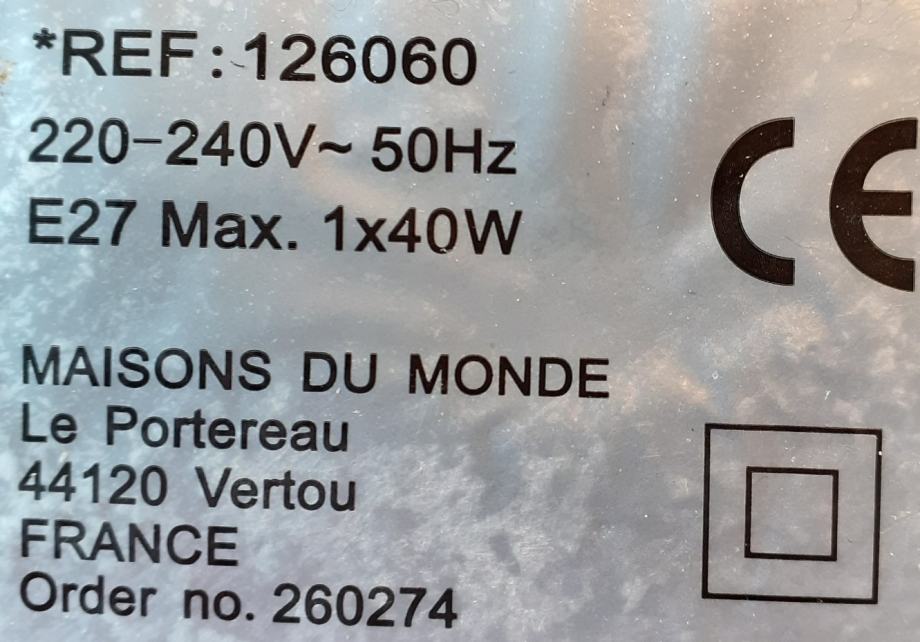 *REF:126060
220-240V~ 50Hz
E27 Max. 1x40W
CE
MAISONS DU MONDE
Le Portereau
44120 Vertou
FRANCE
Order no. 260274